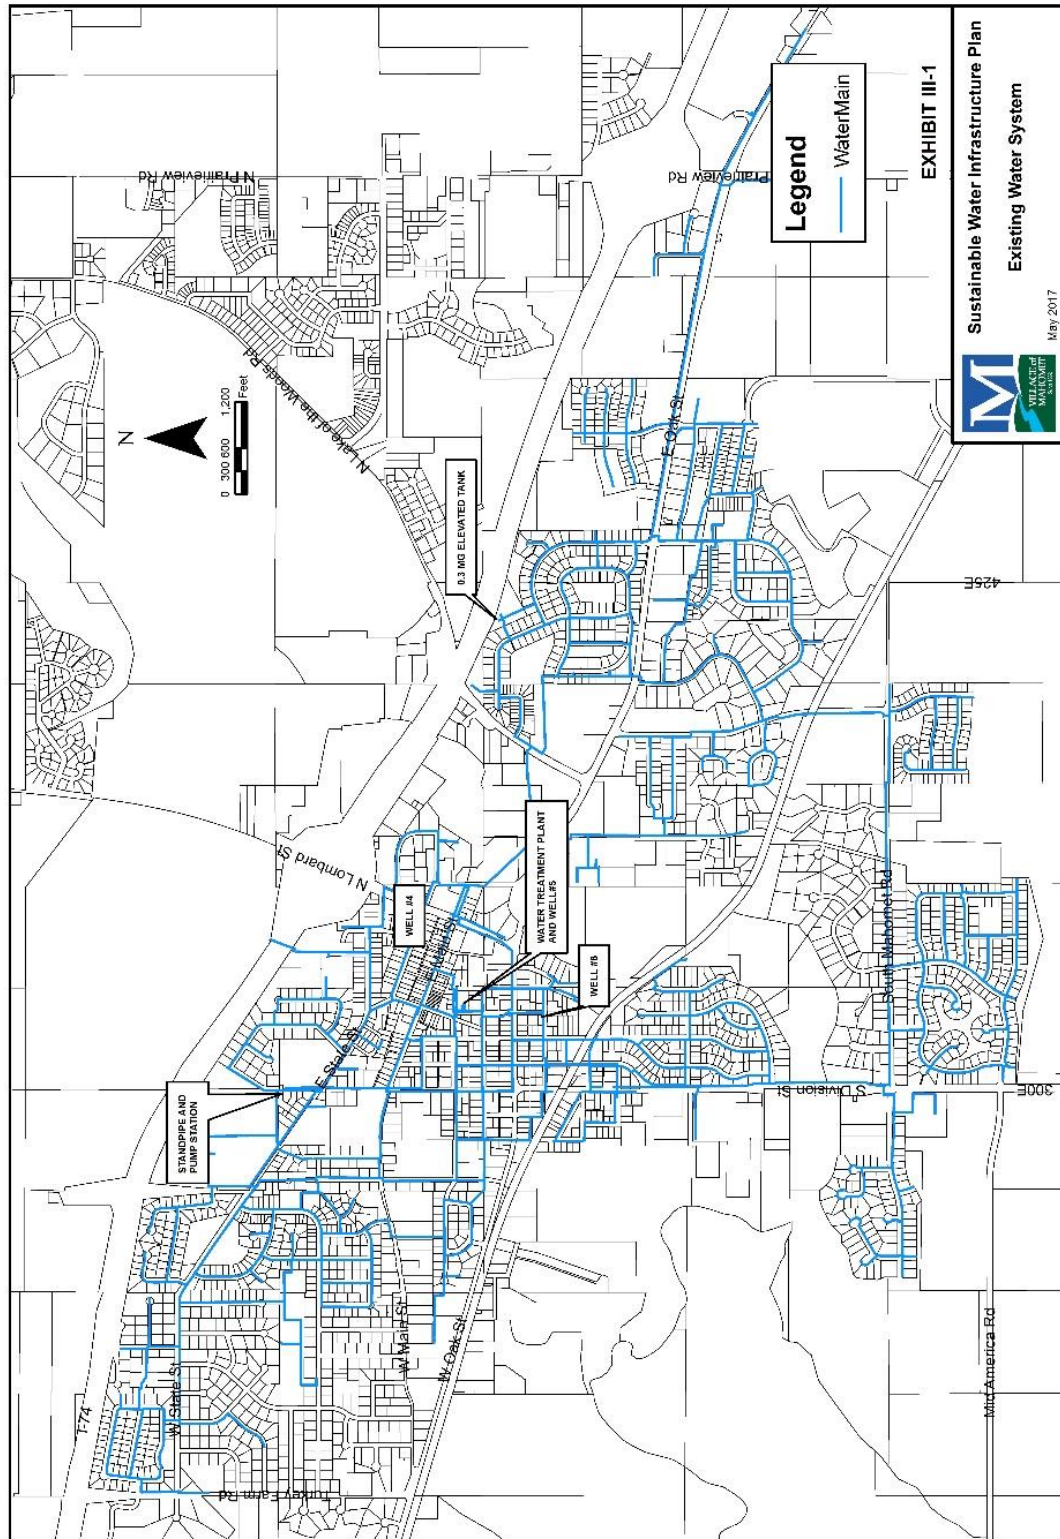 I-74
W State St
Turkey Farm Rd
W Main St
W Oak St
Mid America Rd
STANDPIPE AND
PUMP STATION
E State St
E Main St
WELL #4
N Lombard St
WATER TREATMENT PLANT
AND WELL#5
WELL #6
S Division St
300E
South Mahomet Rd
0.3 MG ELEVATED TANK
N
0 300 600 1,200
Feet
N Lake of the Woods Rd
N Prairieview Rd
E Oak St
425E
Prairieview Rd
Legend
WaterMain
EXHIBIT III-1
M
VILLAGE of
MAHOMET
Sustainable Water Infrastructure Plan
Existing Water System
May 2017